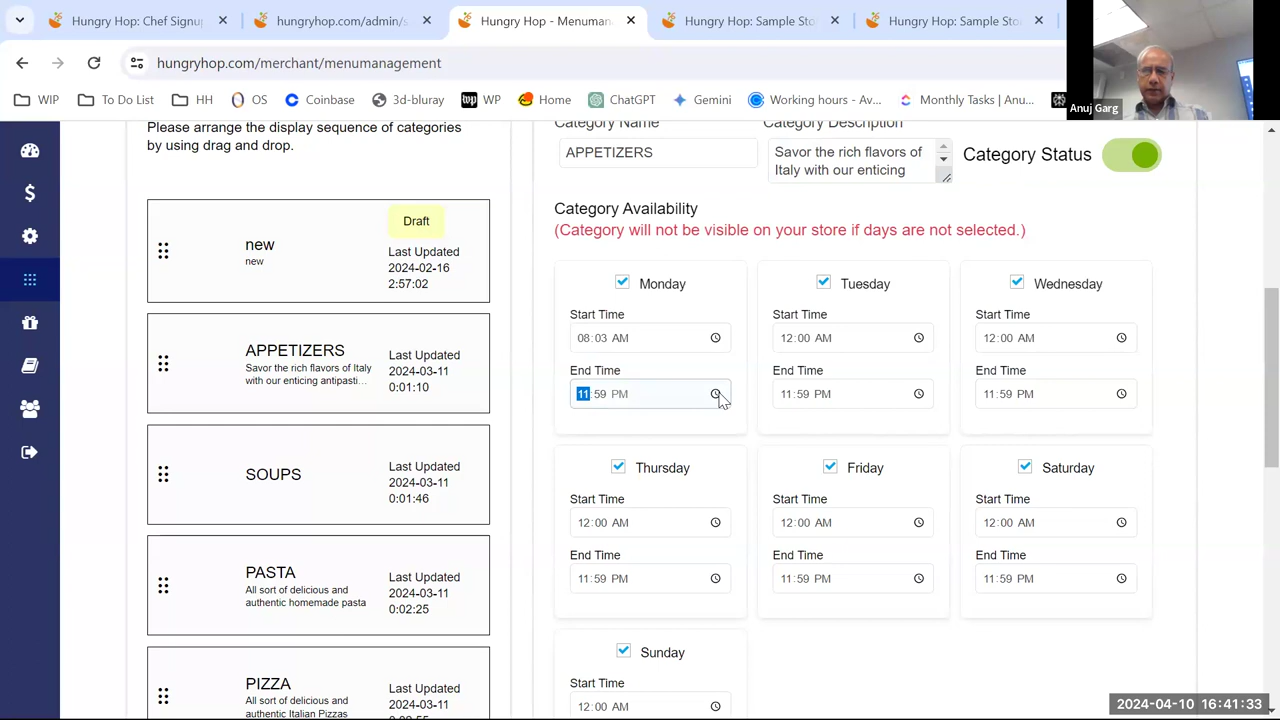 Hungry Hop: Chef Signu
hungryhop.com/admin/s
Hungry Hop - Menuman
Hungry Hop: Sample Sto
Hungry Hop: Sample Sto
hungryhop.com/merchant/menumanagement
WIP
To Do List
HH
OS
Coinbase
3d-bluray
wp WP
Home
ChatGPT
Gemini
Working hours - Av...
Monthly Tasks | Anu...
Anuj Garg
Please arrange the display sequence of categories
by using drag and drop.
new
new
Draft
Last Updated
2024-02-16
2:57:02
APPETIZERS
Savor the rich flavors of Italy
with our enticing antipasti...
Last Updated
2024-03-11
0:01:10
SOUPS
Last Updated
2024-03-11
0:01:46
PASTA
All sort of delicious and
authentic homemade pasta
Last Updated
2024-03-11
0:02:25
PIZZA
All sort of delicious and
authentic Italian Pizzas
Last Updated
2024-03-11
Category Name
APPETIZERS
Category Description
Savor the rich flavors of
Italy with our enticing
Category Status
Category Availability
(Category will not be visible on your store if days are not selected.)
Monday
Start Time
08:03 AM
End Time
11:59 PM
Tuesday
Start Time
12:00 AM
End Time
11:59 PM
Wednesday
Start Time
12:00 AM
End Time
11:59 PM
Thursday
Start Time
12:00 AM
End Time
11:59 PM
Friday
Start Time
12:00 AM
End Time
11:59 PM
Saturday
Start Time
12:00 AM
End Time
11:59 PM
Sunday
Start Time
12:00 AM
2024-04-10 16:41:33